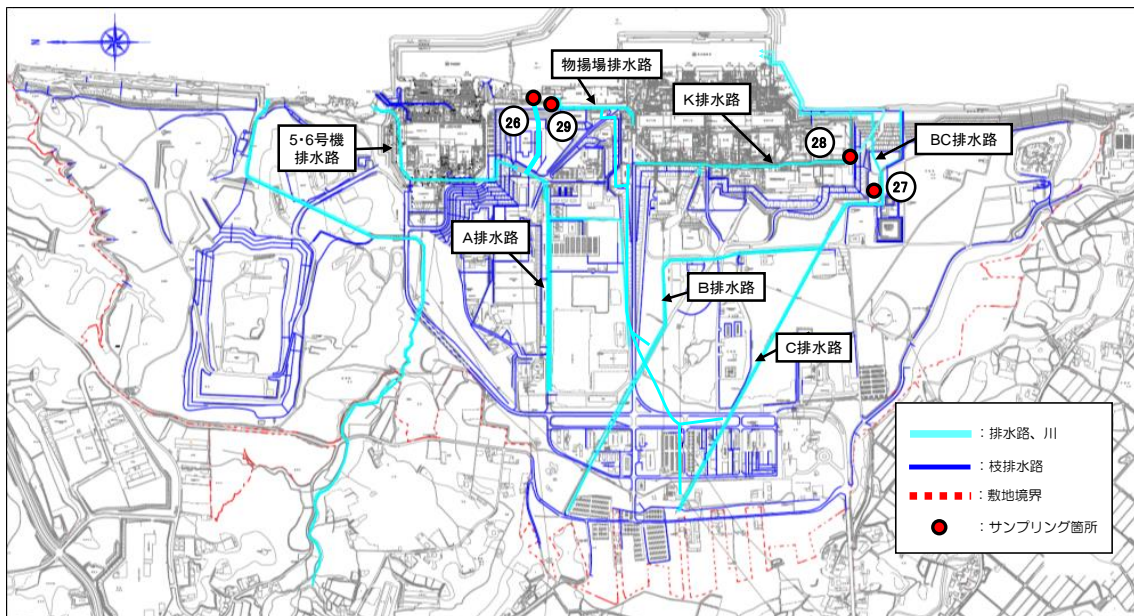 N
物揚場排水路
K排水路
26
29
28
BC排水路
5・6号機
排水路
27
A排水路
B排水路
C排水路
：排水路、川
：枝排水路
：敷地境界
：サンプリング箇所